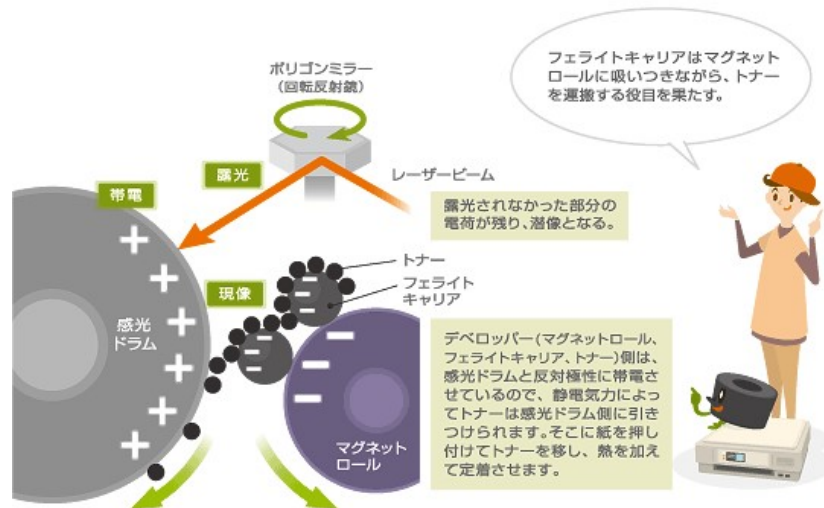 ポリゴンミラー
(回転反射鏡)
フェライトキャリアはマグネット
ロールに吸いつきながら、トナー
を運搬する役目を果たす。
露光
レーザービーム
帯電
露光されなかった部分の
電荷が残り、潜像となる。
トナー
フェライト
キャリア
現像
感光
ドラム
デベロッパー(マグネットロール、
フェライトキャリア、トナー)側は、
感光ドラムと反対極性に帯電さ
せているので、静電気力によっ
てトナーは感光ドラム側に引き
つけられます。そこに紙を押し
付けてトナーを移し、熱を加え
て定着させます。
マグネット
ロール